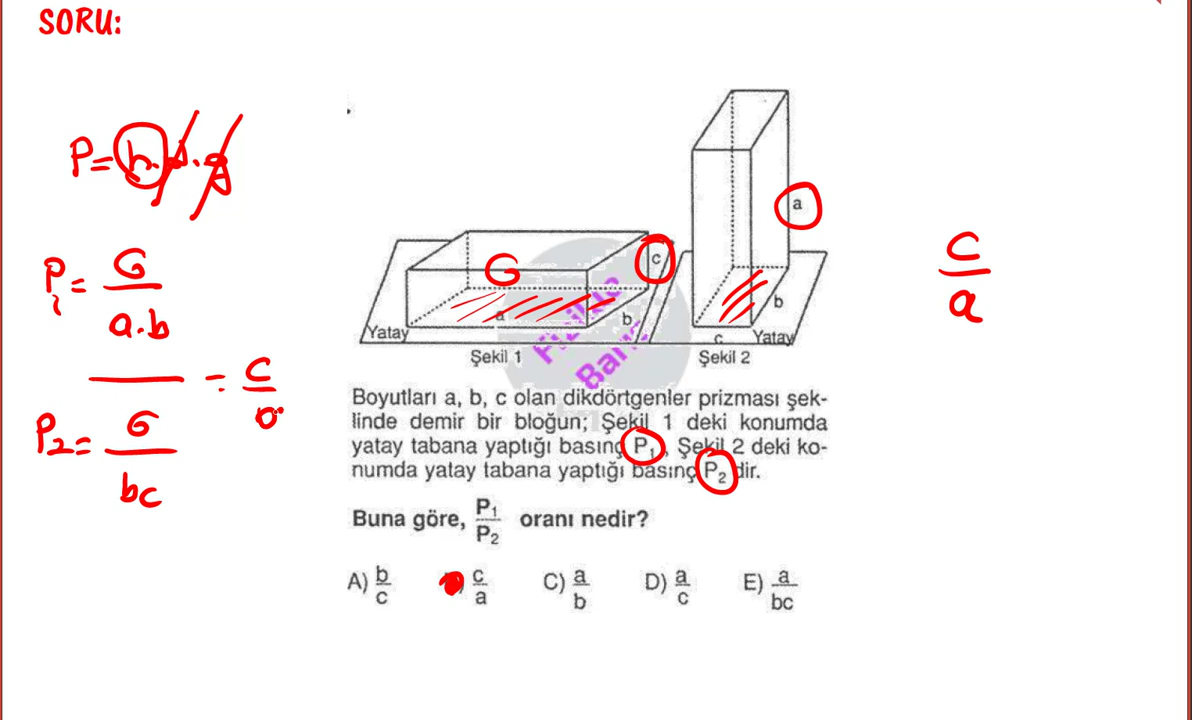 SORU:
P=h.d.g
P₁= G/a.b
P₂= G/bc
= c/a
c/a
G
a
b
c
Yatay
Şekil 1
a
b
c
Yatay
Şekil 2
Fizikte
Boyutları a, b, c olan dikdörtgenler prizması şek-
linde demir bir bloğun; Şekil 1 deki konumda
yatay tabana yaptığı basınç P₁, Şekil 2 deki ko-
numda yatay tabana yaptığı basınç P₂ dir.
Buna göre, P₁/P₂ oranı nedir?
A) b/c
c/a
C) a/b
D) a/c
E) a/bc